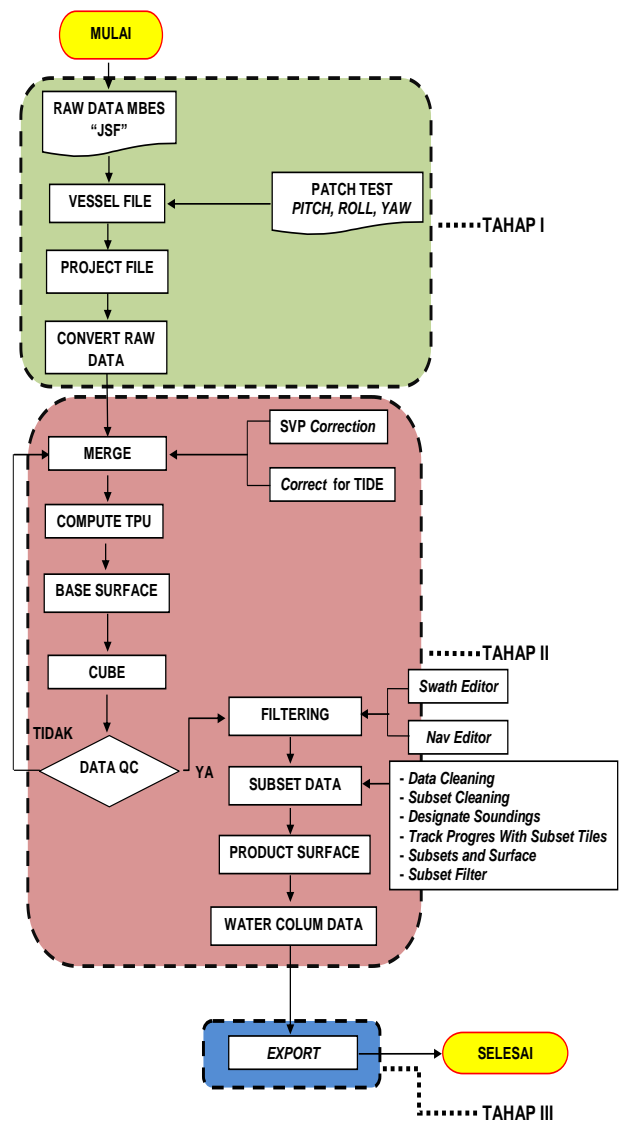 MULAI
RAW DATA MBES
“JSF”
VESSEL FILE
PATCH TEST
PITCH, ROLL, YAW
TAHAP I
PROJECT FILE
CONVERT RAW
DATA
SVP Correction
MERGE
Correct for TIDE
COMPUTE TPU
BASE SURFACE
CUBE
TAHAP II
Swath Editor
FILTERING
Nav Editor
TIDAK
DATA QC
YA
SUBSET DATA
- Data Cleaning
- Subset Cleaning
- Designate Soundings
- Track Progres With Subset Tiles
- Subsets and Surface
- Subset Filter
PRODUCT SURFACE
WATER COLUM DATA
EXPORT
SELESAI
TAHAP III